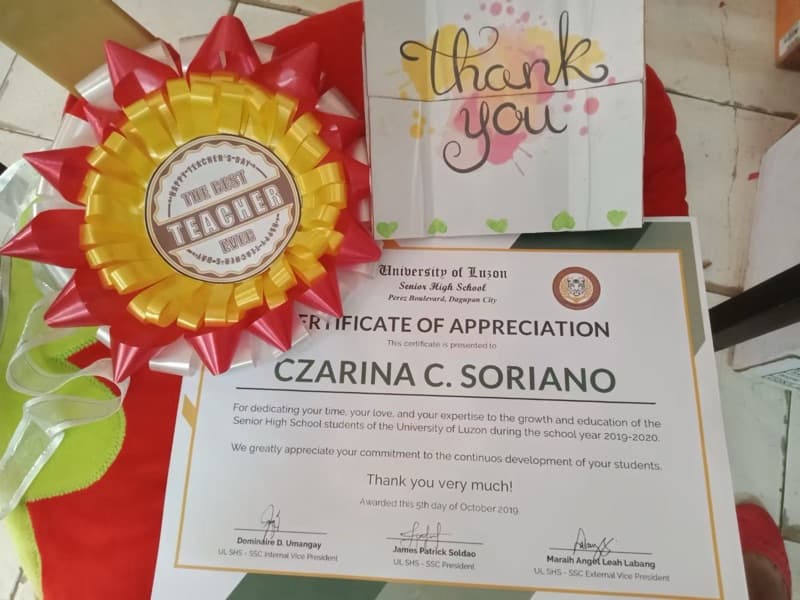 HAPPY TEACHER'S DAY
THE BEST
TEACHER
EVER
HAPPY TEACHER'S DAY
thank
you
University of Luzon
Senior High School
Perez Boulevard, Dagupan City
ERTIFICATE OF APPRECIATION
This certificate is presented to
CZARINA C. SORIANO
For dedicating your time, your love, and your expertise to the growth and education of the
Senior High School students of the University of Luzon during the school year 2019-2020.
We greatly appreciate your commitment to the continuos development of your students.
Thank you very much!
Awarded this 5th day of October 2019.
Dominaire D. Umangay
UL SHS - SSC Internal Vice President
James Patrick Soldao
UL SHS - SSC President
Maraih Angel Leah Labang
UL SHS - SSC External Vice President